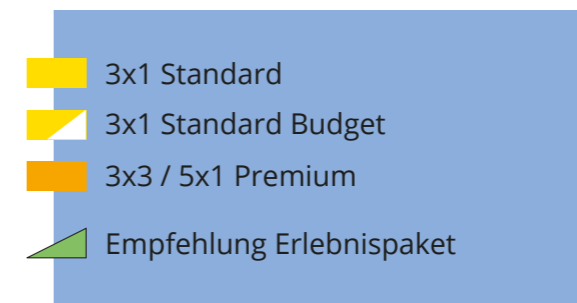 3x1 Standard
3x1 Standard Budget
3x3 / 5x1 Premium
Empfehlung Erlebnispaket